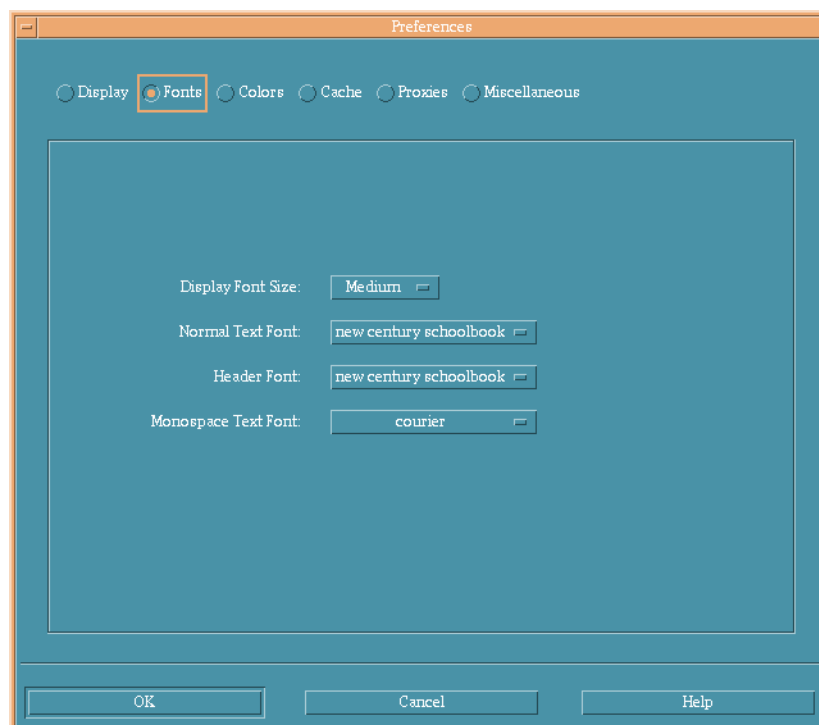 Preferences
Display Fonts Colors Cache Proxies Miscellaneous
Display Font Size: Medium
Normal Text Font: new century schoolbook
Header Font: new century schoolbook
Monospace Text Font: courier
OK Cancel Help